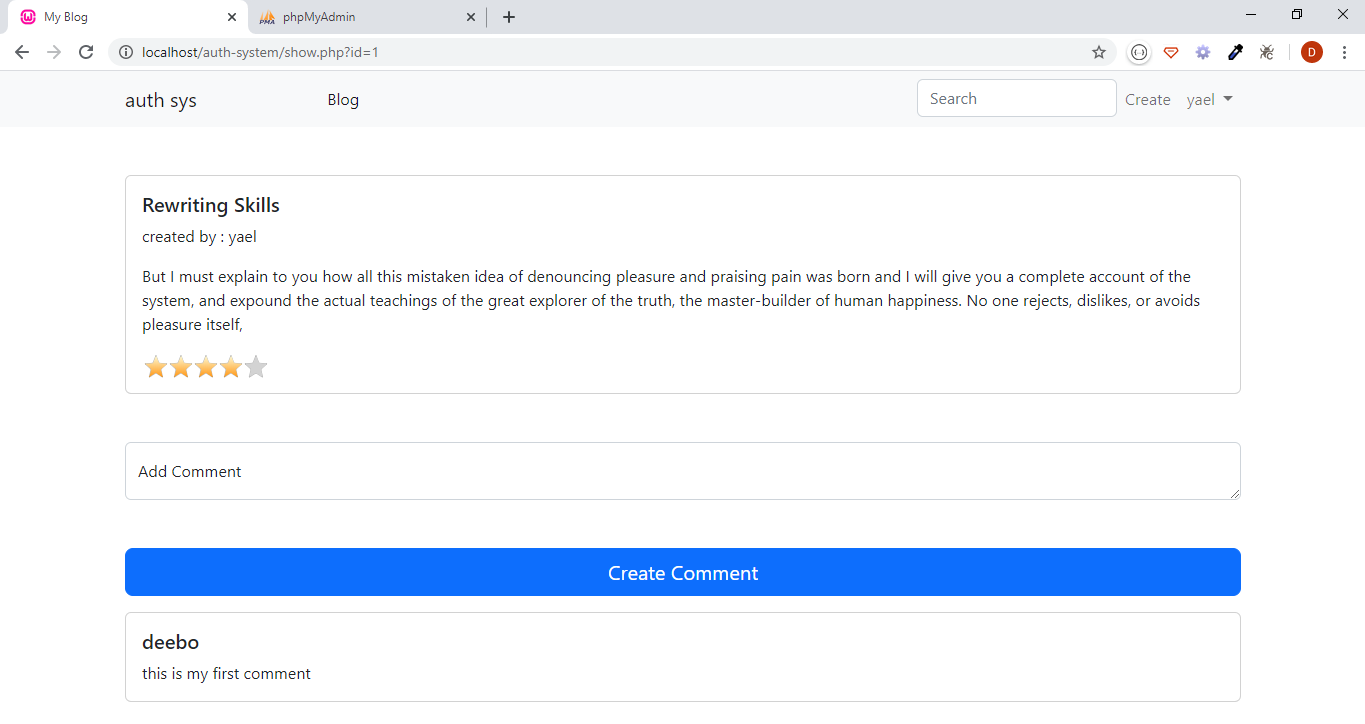 My Blog
phpMyAdmin
localhost/auth-system/show.php?id=1
D
auth sys
Blog
Search
Create
yael
Rewriting Skills
created by : yael
But I must explain to you how all this mistaken idea of denouncing pleasure and praising pain was born and I will give you a complete account of the
system, and expound the actual teachings of the great explorer of the truth, the master-builder of human happiness. No one rejects, dislikes, or avoids
pleasure itself,
Add Comment
Create Comment
deebo
this is my first comment